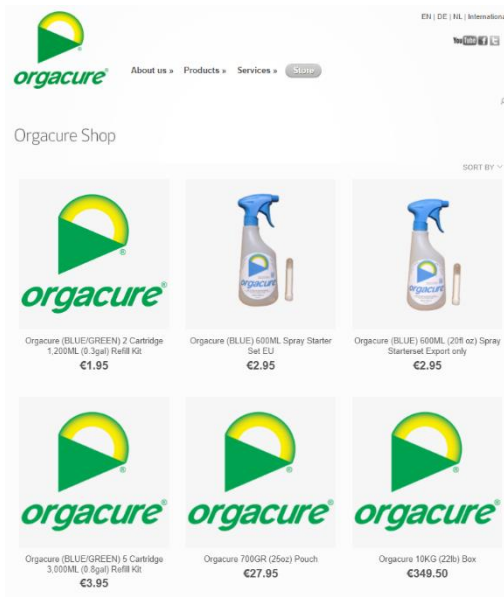 EN | DE | NL | International
You Tube
orgacure®
About us » Products » Services » Store
Orgacure Shop
SORT BY
orgacure®
Orgacure (BLUE/GREEN) 2 Cartridge
1,200ML (0.3gal) Refill Kit
€1.95
Orgacure (BLUE) 600ML Spray Starter
Set EU
€2.95
Orgacure (BLUE) 600ML (20fl oz) Spray
Starterset Export only
€2.95
orgacure®
Orgacure (BLUE/GREEN) 5 Cartridge
3,000ML (0.8gal) Refill Kit
€3.95
orgacure®
Orgacure 700GR (25oz) Pouch
€27.95
orgacure®
Orgacure 10KG (22lb) Box
€349.50